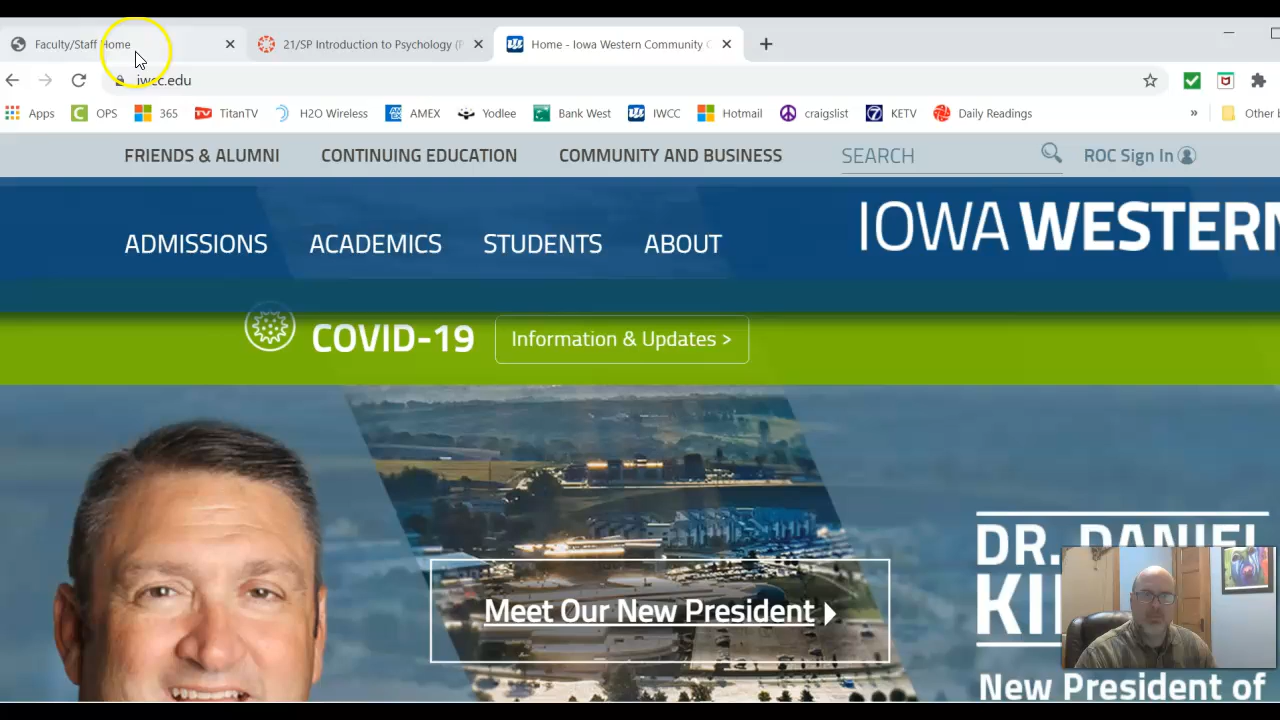 Faculty/Staff Home
21/SP Introduction to Psychology
Home - Iowa Western Community
iwcc.edu
Apps OPS 365 TitanTV H2O Wireless AMEX Yodlee Bank West IWCC Hotmail craigslist KETV Daily Readings » Other
FRIENDS & ALUMNI CONTINUING EDUCATION COMMUNITY AND BUSINESS SEARCH ROC Sign In
ADMISSIONS ACADEMICS STUDENTS ABOUT IOWA WESTERN
COVID-19 Information & Updates >
DR. DANIEL
Meet Our New President
New President of